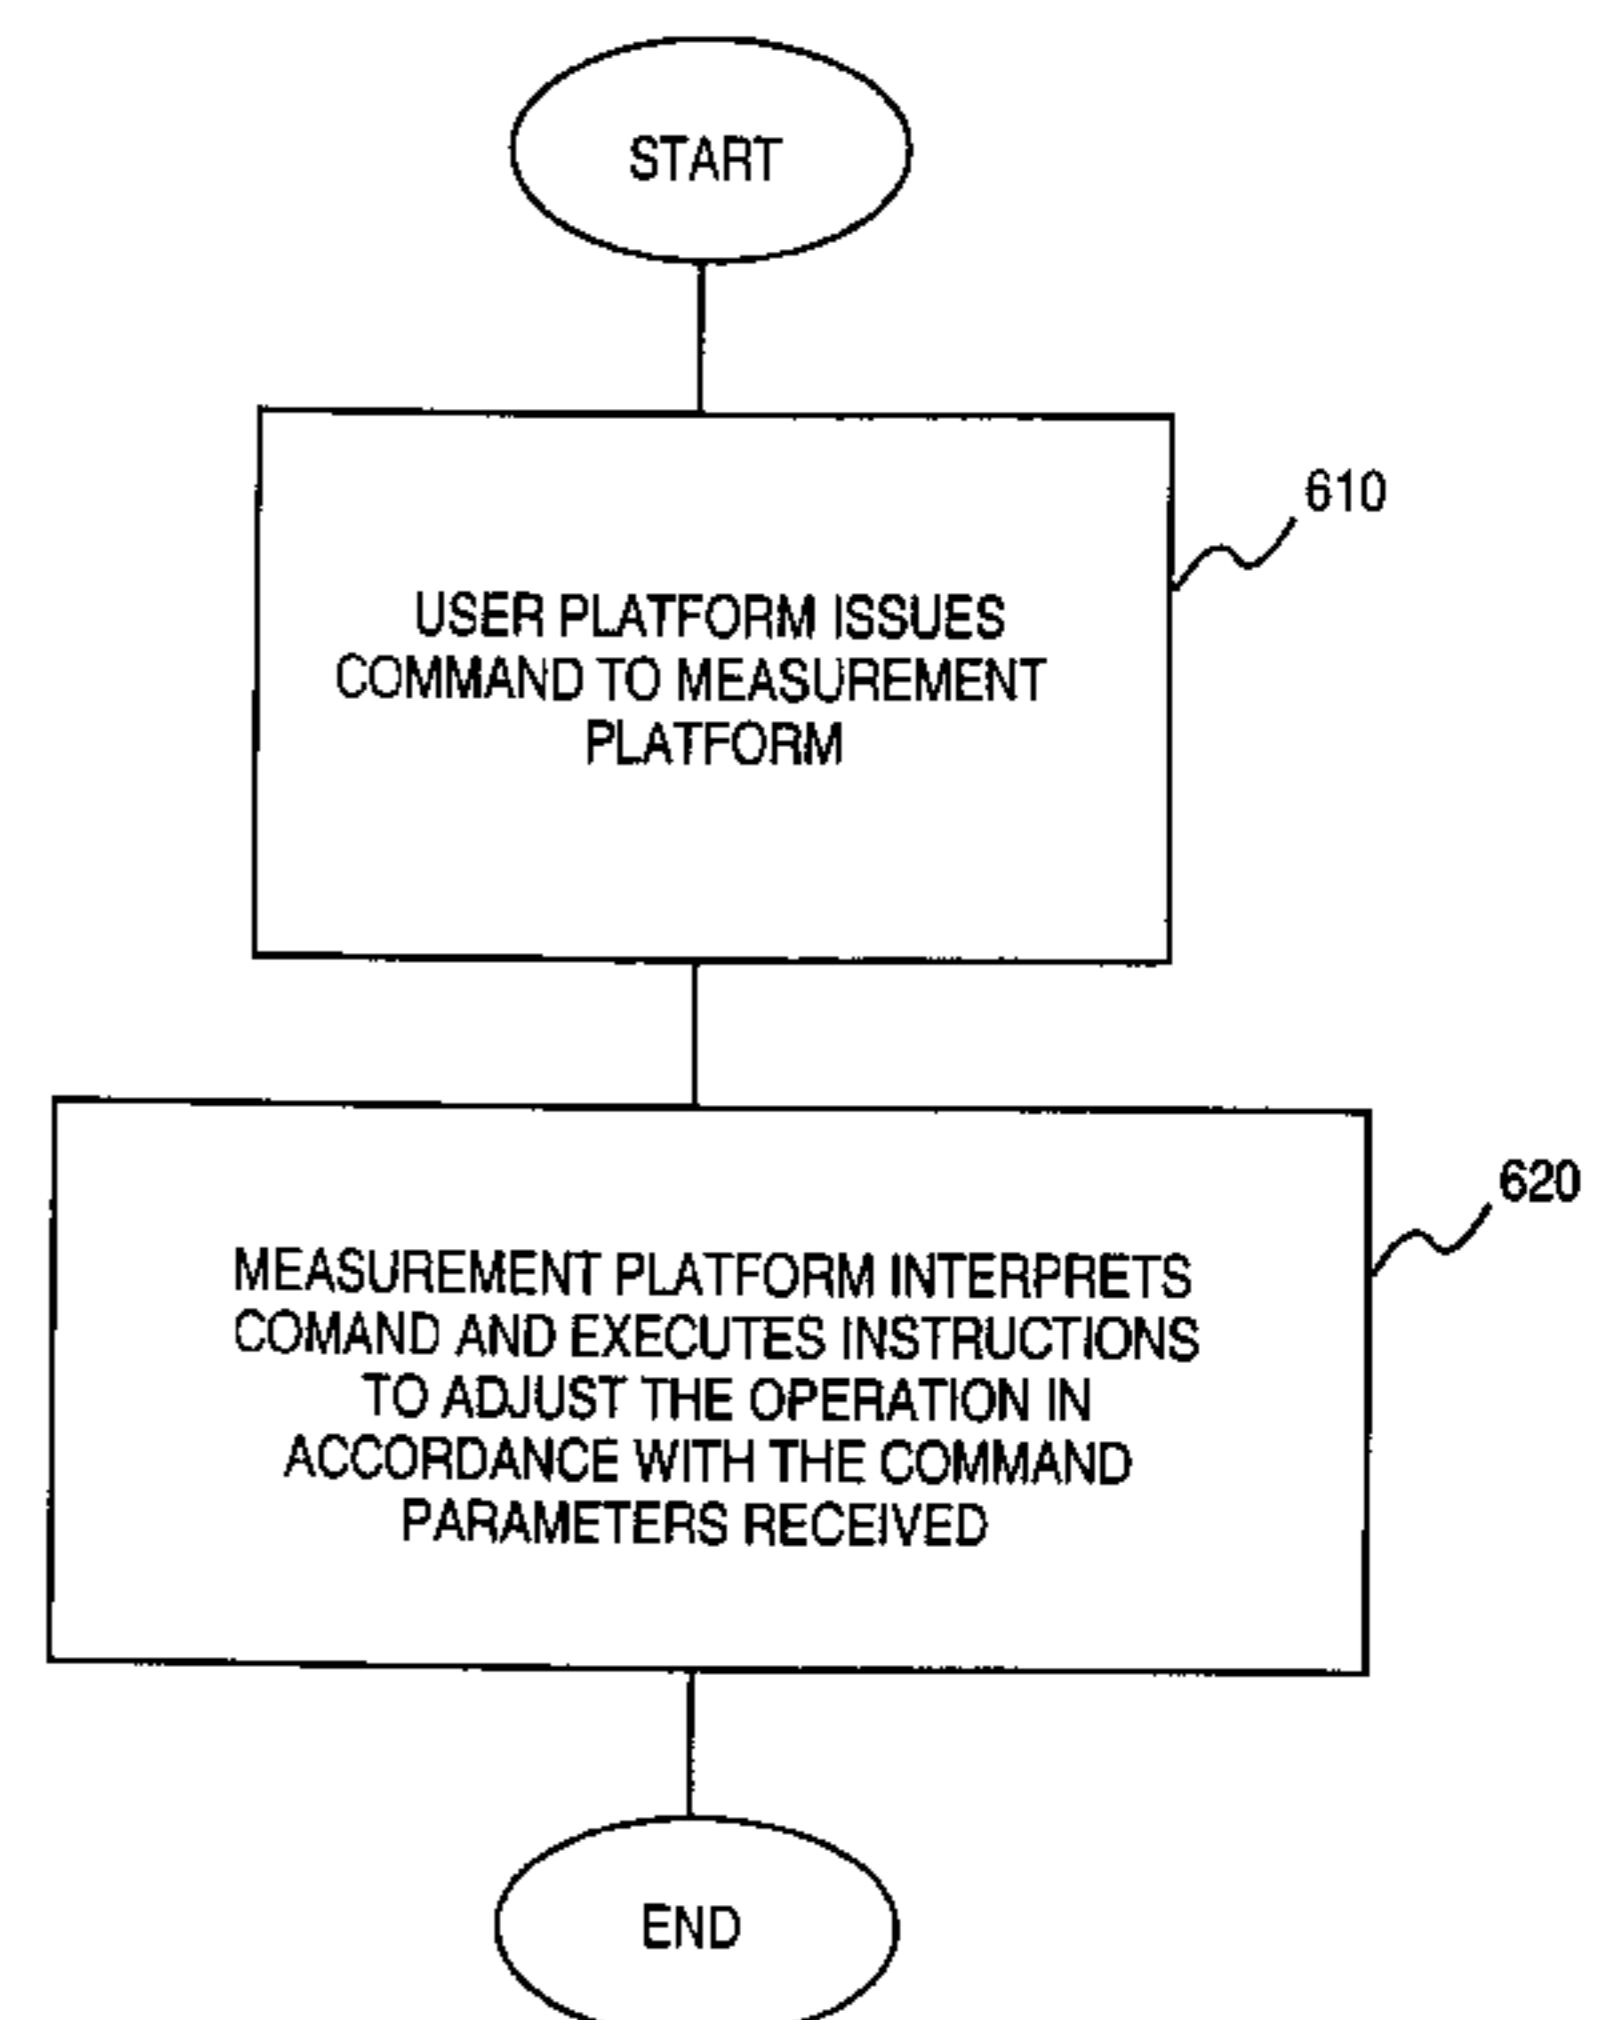 START
610
USER PLATFORM ISSUES
COMMAND TO MEASUREMENT
PLATFORM
620
MEASUREMENT PLATFORM INTERPRETS
COMAND AND EXECUTES INSTRUCTIONS
TO ADJUST THE OPERATION IN
ACCORDANCE WITH THE COMMAND
PARAMETERS RECEIVED
END